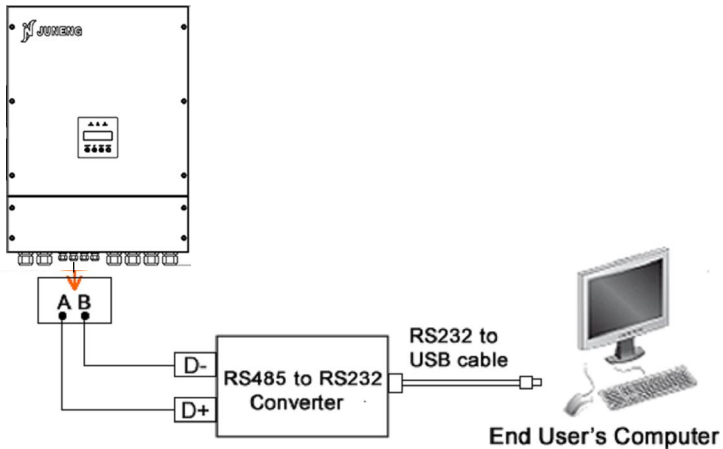 JUNENG
A B
D-
D+
RS485 to RS232
Converter
RS232 to
USB cable
End User's Computer